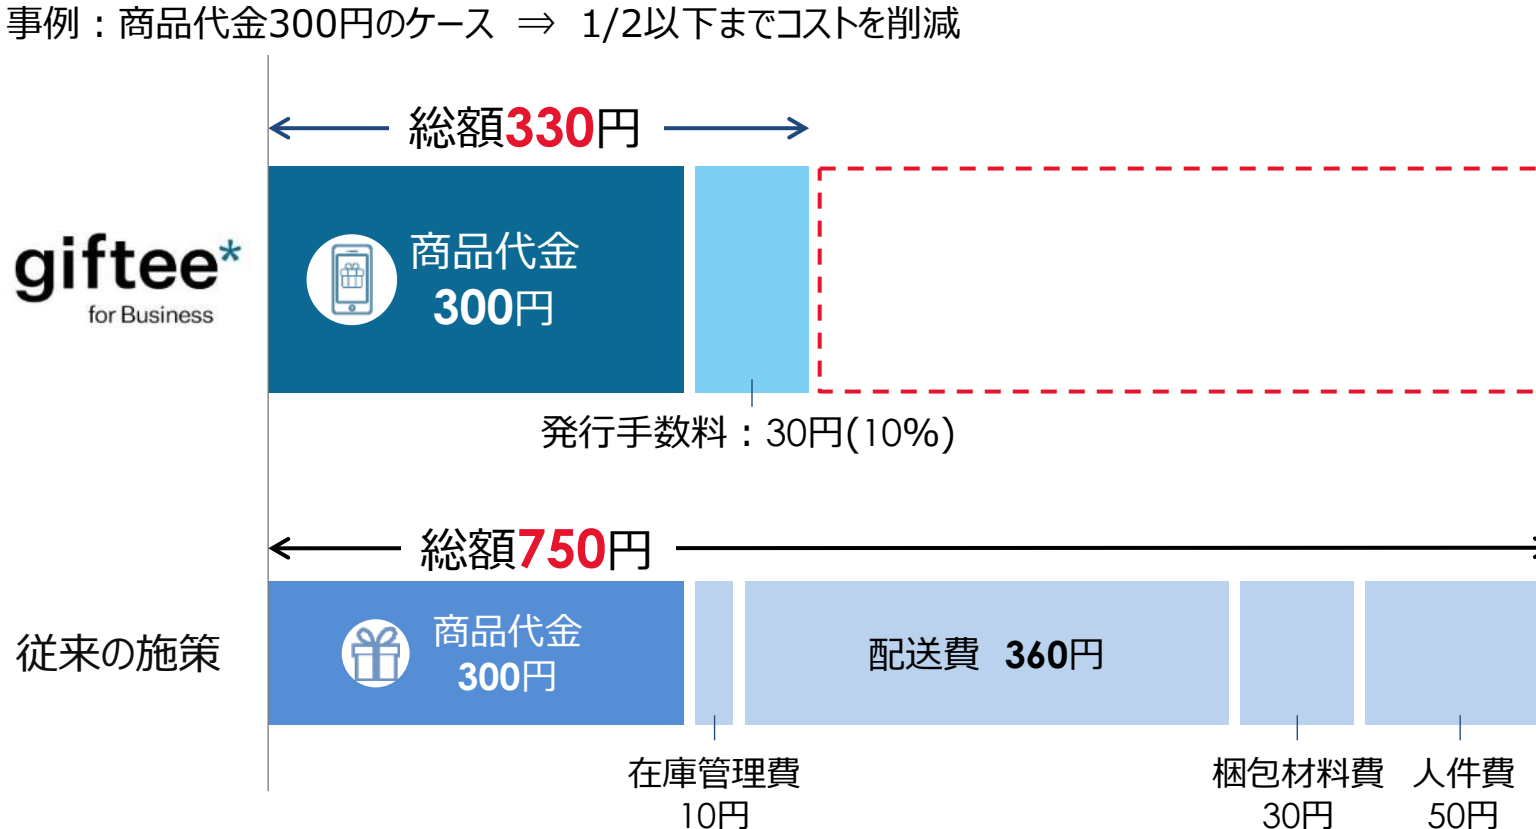 事例：商品代金300円のケース ⇒ 1/2以下までコストを削減
総額330円
giftee*
for Business
商品代金
300円
発行手数料：30円(10%)
総額750円
従来の施策
商品代金
300円
配送費 360円
在庫管理費
10円
梱包材料費
30円
人件費
50円